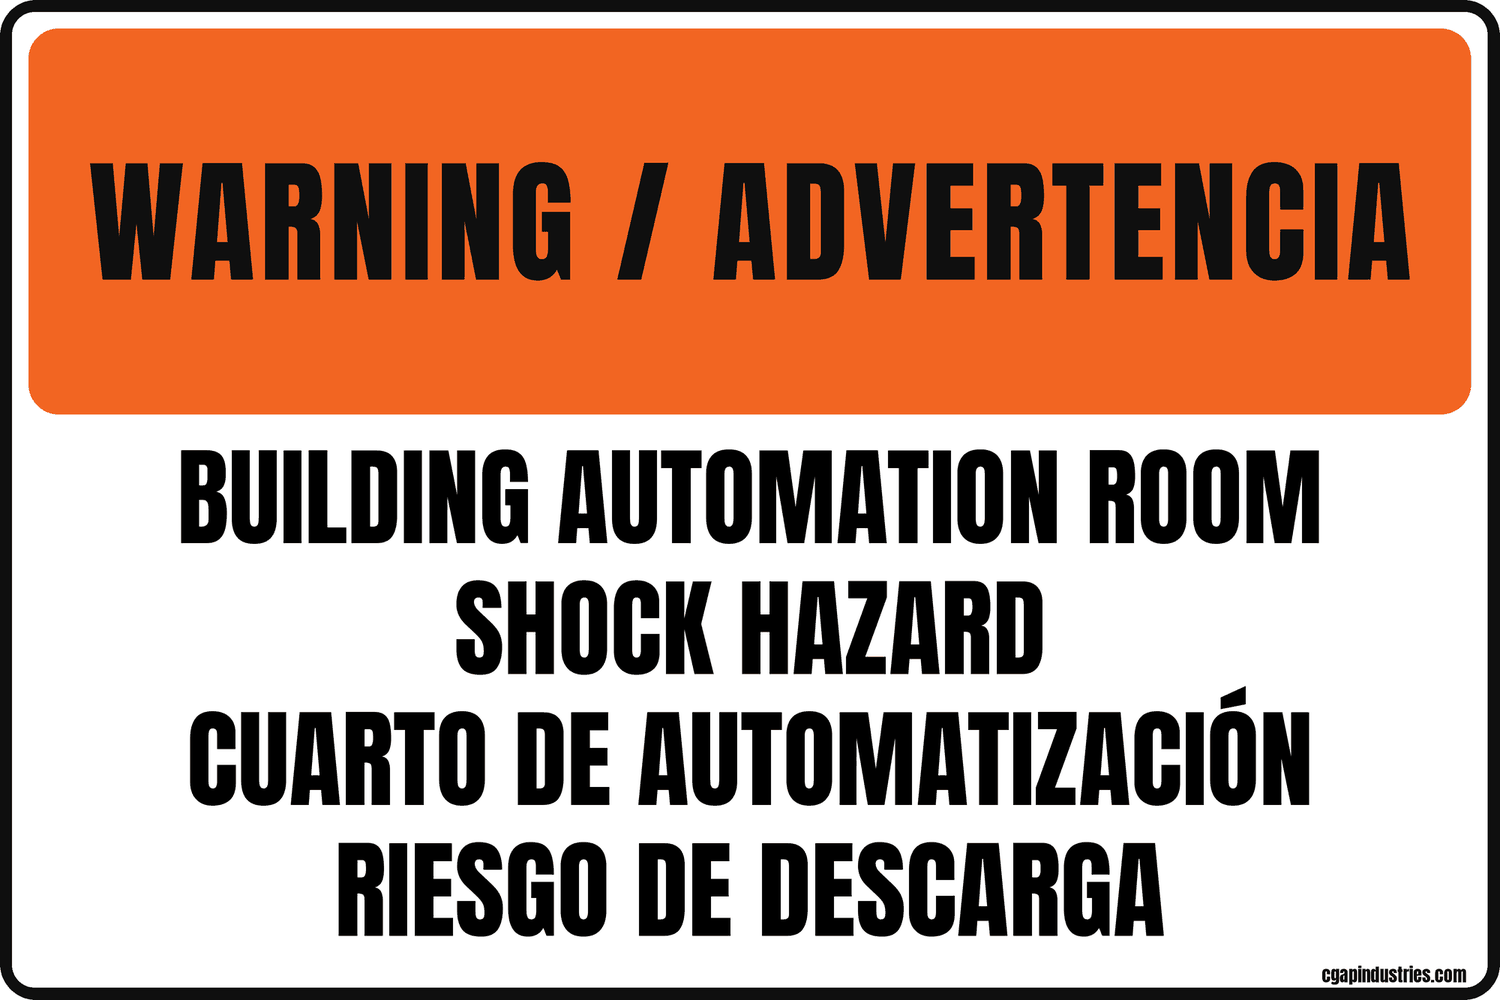 WARNING / ADVERTENCIA
BUILDING AUTOMATION ROOM
SHOCK HAZARD
CUARTO DE AUTOMATIZACIÓN
RIESGO DE DESCARGA
cgapindustries.com